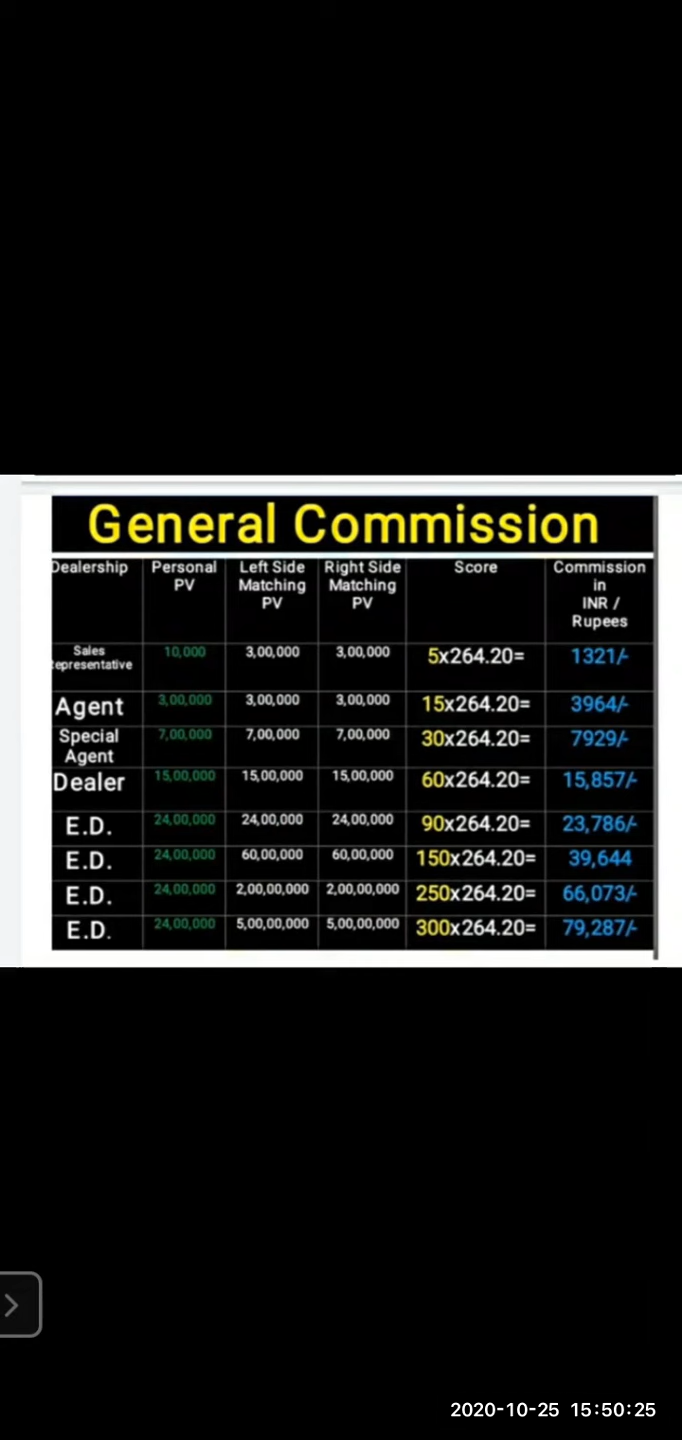 General Commission
Dealership Personal PV Left Side Matching PV Right Side Matching PV Score Commission in INR / Rupees
Sales Representative 10,000 3,00,000 3,00,000 5x264.20= 1321/-
Agent 3,00,000 3,00,000 3,00,000 15x264.20= 3964/-
Special Agent 7,00,000 7,00,000 7,00,000 30x264.20= 7929/-
Dealer 15,00,000 15,00,000 15,00,000 60x264.20= 15,857/-
E.D. 24,00,000 24,00,000 24,00,000 90x264.20= 23,786/-
E.D. 24,00,000 60,00,000 60,00,000 150x264.20= 39,644
E.D. 24,00,000 2,00,00,000 2,00,00,000 250x264.20= 66,073/-
E.D. 24,00,000 5,00,00,000 5,00,00,000 300x264.20= 79,287/-
2020-10-25 15:50:25